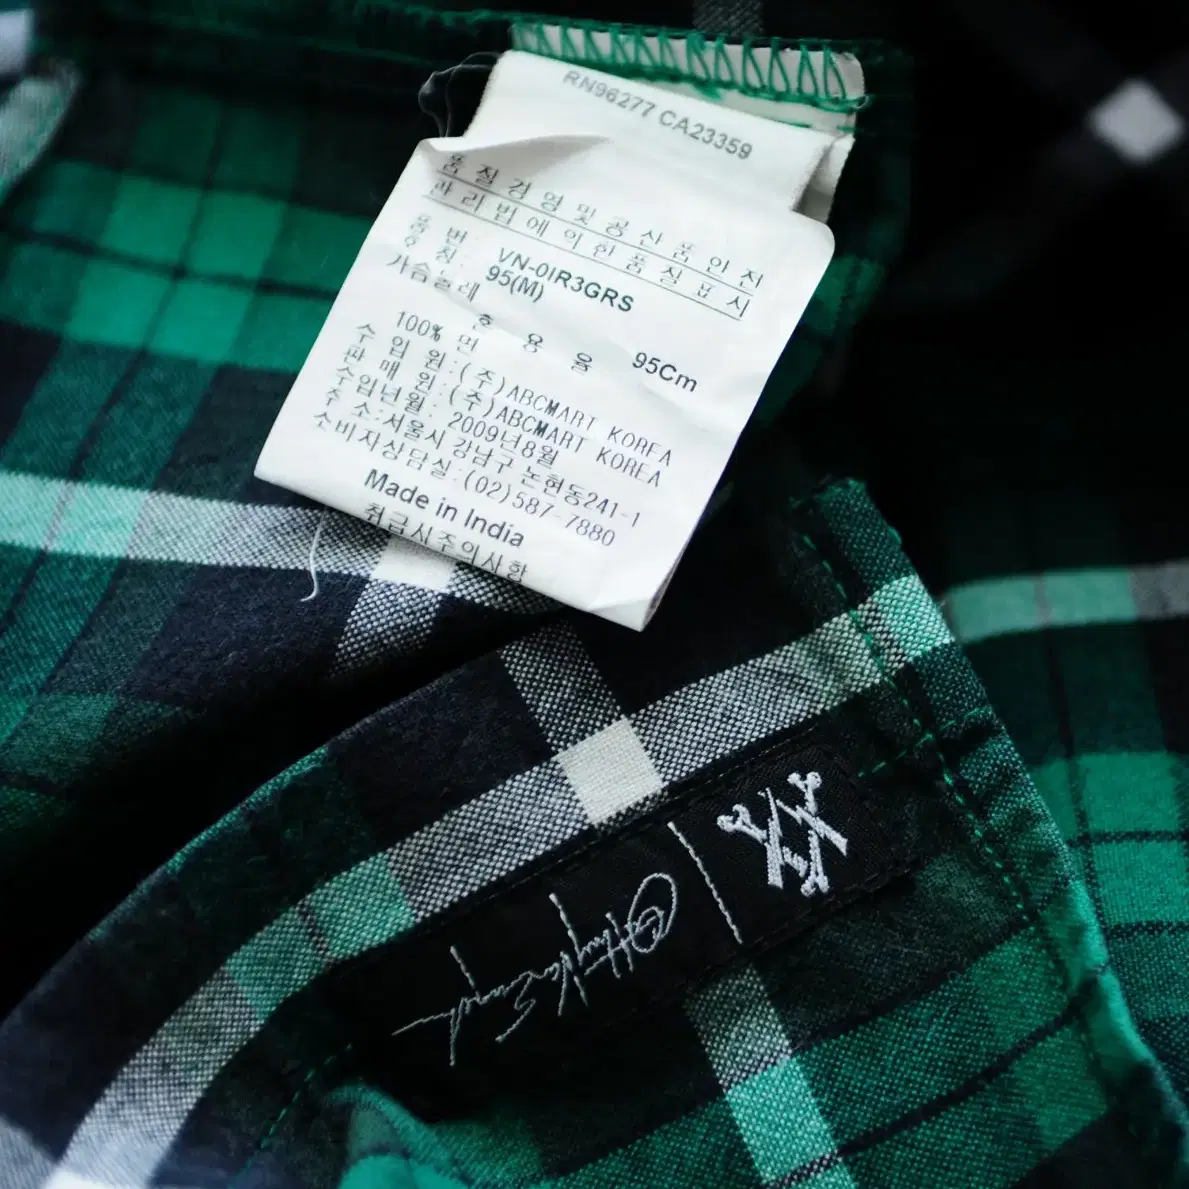 RN96277 CA23359
품질경영및공산품안전
관리법에의한품질표시
품번: VN-0IR3GRS
호칭: 95(M)
가슴둘레 95Cm
혼용율
100% 면
수입원:(주)ABCMART KOREA
판매원:(주)ABCMART KOREA
수입년월: 2009년8월
주소:서울시 강남구 논현동241-1
소비자상담실:(02)587-7880
Made in India
취급시주의사항